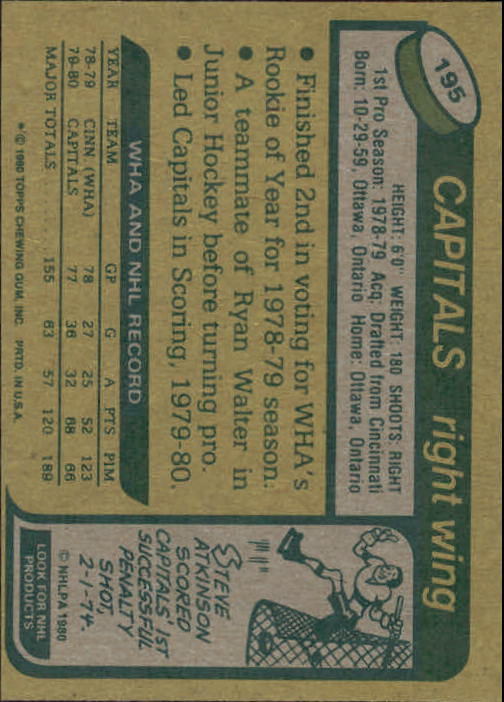 195
CAPITALS right wing
HEIGHT: 6'0" WEIGHT: 180 SHOOTS: RIGHT
1st Pro Season: 1978-79 Acq: Drafted from Cincinnati
Born: 10-29-59, Ottawa, Ontario Home: Ottawa, Ontario
• Finished 2nd in voting for WHA's
Rookie of Year for 1978-79 season.
• A teammate of Ryan Walter in
Junior Hockey before turning pro.
• Led Capitals in Scoring, 1979-80.
WHA AND NHL RECORD
YEAR TEAM GP G A PTS PIM
78-79 CINN (WHA) 78 27 25 52 123
79-80 CAPITALS 77 36 32 68 66
MAJOR TOTALS . . . . . . . 155 63 57 120 189
*© 1980 TOPPS CHEWING GUM, INC. PRTD. IN U.S.A.
STEVE
ATKINSON
SCORED
CAPITALS' 1ST
SUCCESSFUL
PENALTY
SHOT,
2-1-74.
© NHLPA 1980
LOOK FOR NHL
PRODUCTS